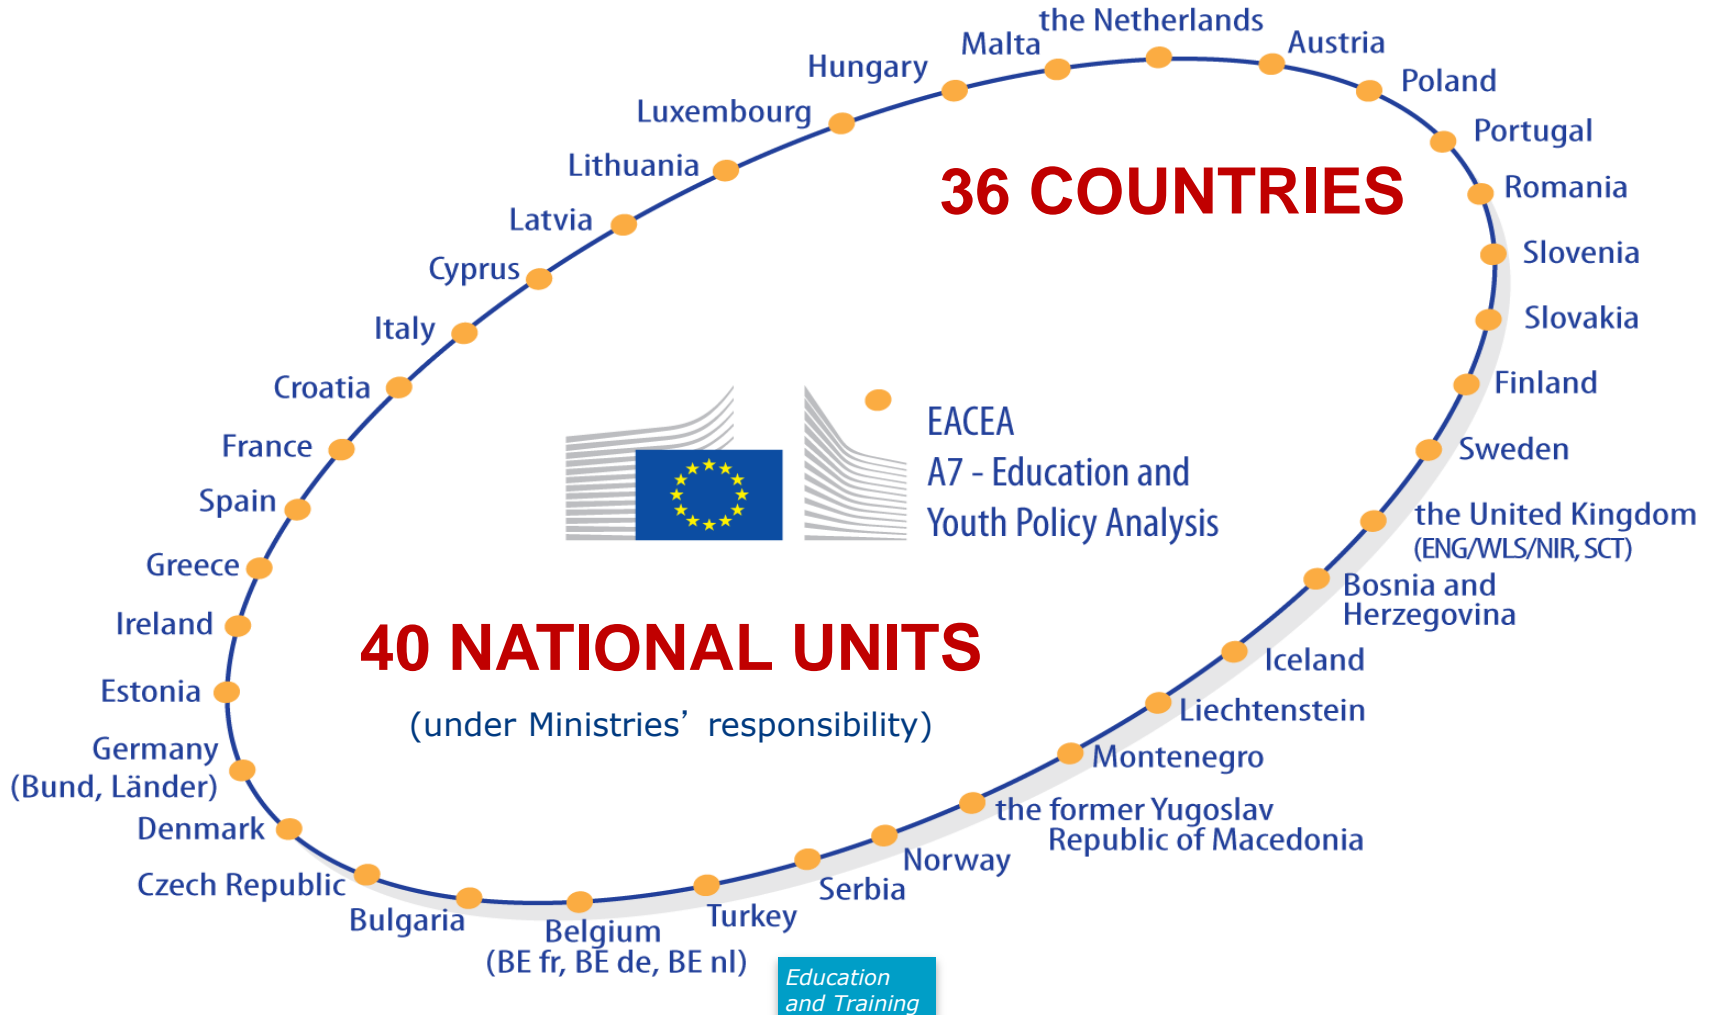 the Netherlands
Malta
Austria
Hungary
Poland
Luxembourg
Portugal
Lithuania
36 COUNTRIES
Romania
Latvia
Slovenia
Cyprus
Slovakia
Italy
Finland
Croatia
EACEA
A7 - Education and
Youth Policy Analysis
France
Sweden
Spain
the United Kingdom
(ENG/WLS/NIR, SCT)
Greece
Bosnia and
Herzegovina
Ireland
40 NATIONAL UNITS
(under Ministries’ responsibility)
Iceland
Estonia
Liechtenstein
Germany
(Bund, Länder)
Montenegro
Denmark
the former Yugoslav
Republic of Macedonia
Czech Republic
Norway
Serbia
Bulgaria
Turkey
Belgium
(BE fr, BE de, BE nl)
Education
and Training